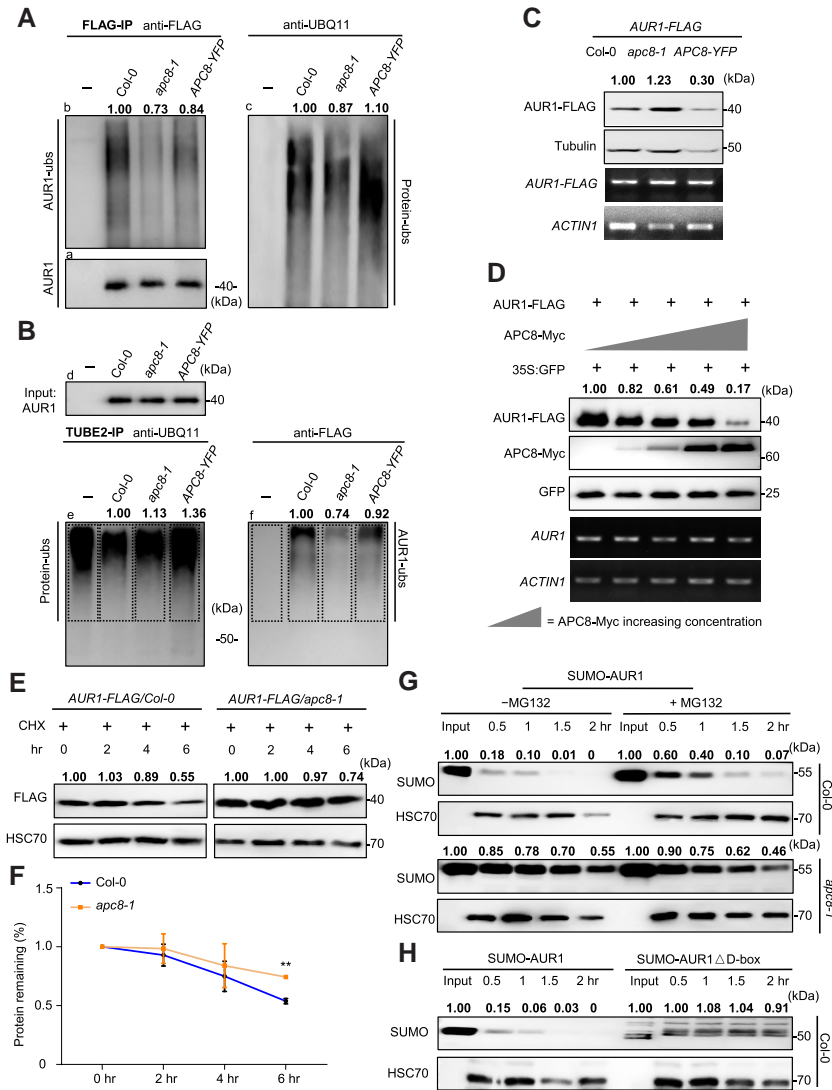 A
FLAG-IP anti-FLAG
anti-UBQ11
– Col-0 apc8-1 APC8-YFP
– Col-0 apc8-1 APC8-YFP
b 1.00 0.73 0.84
c 1.00 0.87 1.10
AUR1-ubs
Protein-ubs
a
AUR1
-40-
(kDa)
B
– Col-0 apc8-1 APC8-YFP (kDa)
d
Input:
AUR1
40
TUBE2-IP anti-UBQ11
anti-FLAG
– Col-0 apc8-1 APC8-YFP
– Col-0 apc8-1 APC8-YFP
e 1.00 1.13 1.36
f 1.00 0.74 0.92
Protein-ubs
AUR1-ubs
(kDa)
-50-
C
AUR1-FLAG
Col-0 apc8-1 APC8-YFP
1.00 1.23 0.30 (kDa)
AUR1-FLAG -40
Tubulin -50
AUR1-FLAG
ACTIN1
D
AUR1-FLAG + + + + +
APC8-Myc
35S:GFP + + + + +
1.00 0.82 0.61 0.49 0.17 (kDa)
AUR1-FLAG 40
APC8-Myc 60
GFP 25
AUR1
ACTIN1
= APC8-Myc increasing concentration
E
AUR1-FLAG/Col-0 AUR1-FLAG/apc8-1
CHX + + + + + + + +
hr 0 2 4 6 0 2 4 6
(kDa)
1.00 1.03 0.89 0.55 1.00 1.00 0.97 0.74
FLAG -40
HSC70 -70
F
Col-0
apc8-1
Protein remaining (%)
1.5
1.0
0.5
0
**
0 hr 2 hr 4 hr 6 hr
G
SUMO-AUR1
–MG132 + MG132
Input 0.5 1 1.5 2 hr Input 0.5 1 1.5 2 hr
(kDa)
1.00 0.18 0.10 0.01 0 1.00 0.60 0.40 0.10 0.07
SUMO -55
HSC70 70-
Col-0
(kDa)
1.00 0.85 0.78 0.70 0.55 1.00 0.90 0.75 0.62 0.46
SUMO 55
HSC70 70-
apc8-1
H
SUMO-AUR1 SUMO-AUR1△D-box
Input 0.5 1 1.5 2 hr Input 0.5 1 1.5 2 hr
(kDa)
1.00 0.15 0.06 0.03 0 1.00 1.00 1.08 1.04 0.91
SUMO 50
HSC70 -70
Col-0